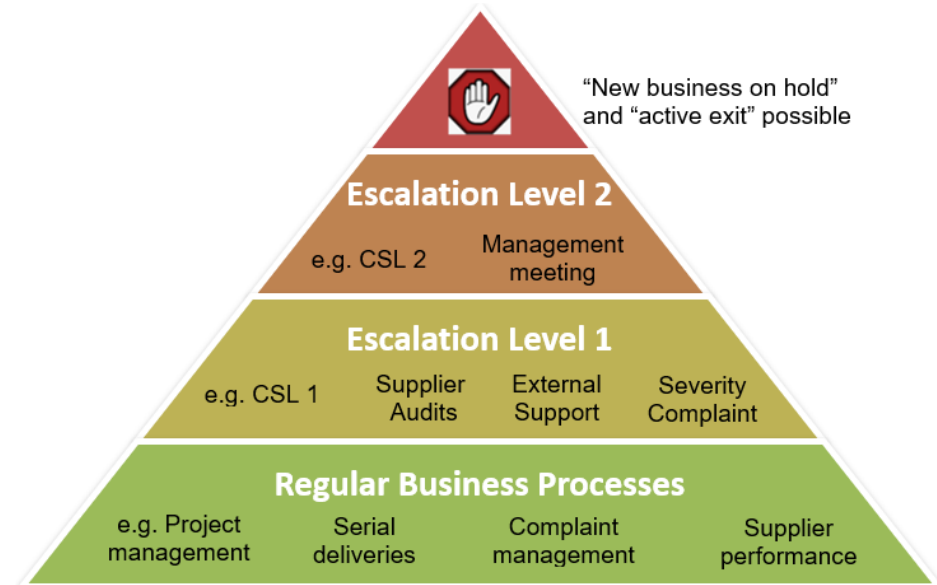 “New business on hold”
and “active exit” possible
Escalation Level 2
e.g. CSL 2
Management
meeting
Escalation Level 1
e.g. CSL 1
Supplier
Audits
External
Support
Severity
Complaint
Regular Business Processes
e.g. Project
management
Serial
deliveries
Complaint
management
Supplier
performance